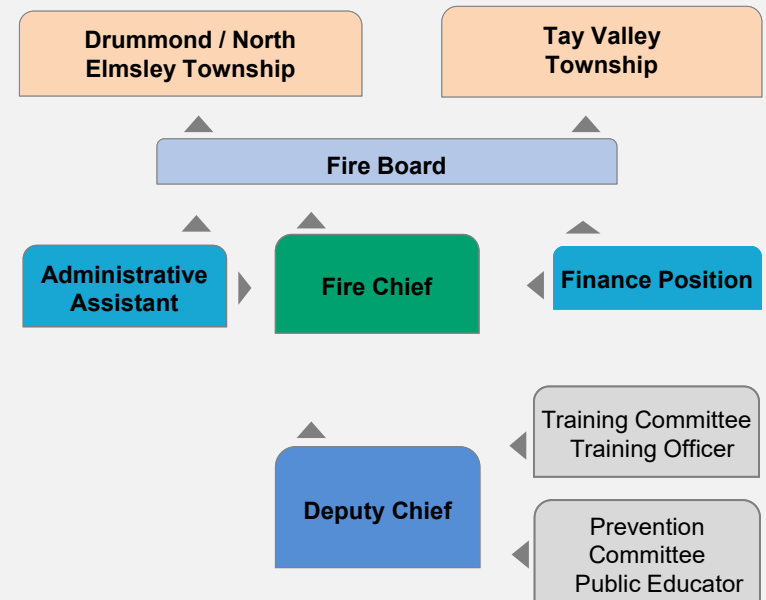 Drummond / North
Elmsley Township
Tay Valley
Township
Fire Board
Administrative
Assistant
Fire Chief
Finance Position
Training Committee
Training Officer
Deputy Chief
Prevention
Committee
Public Educator